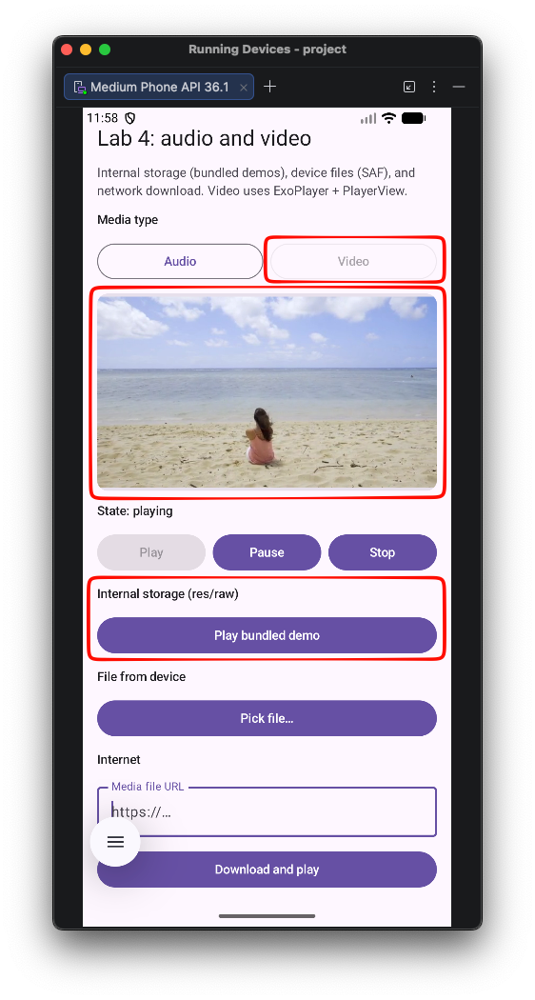 Running Devices - project
Medium Phone API 36.1
11:58
Lab 4: audio and video
Internal storage (bundled demos), device files (SAF), and
network download. Video uses ExoPlayer + PlayerView.
Media type
Audio Video
State: playing
Play Pause Stop
Internal storage (res/raw)
Play bundled demo
File from device
Pick file...
Internet
Media file URL
https://...
Download and play